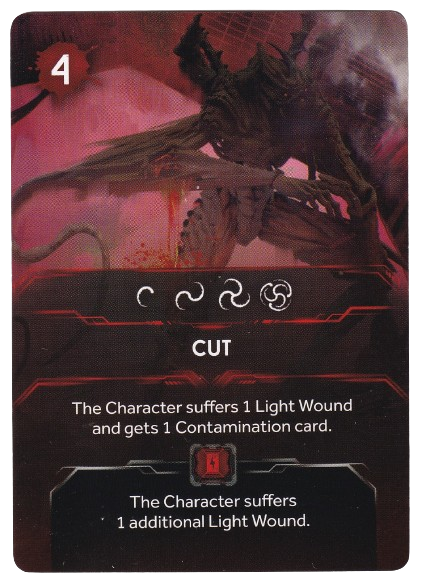 4
CUT
The Character suffers 1 Light Wound
and gets 1 Contamination card.
The Character suffers
1 additional Light Wound.